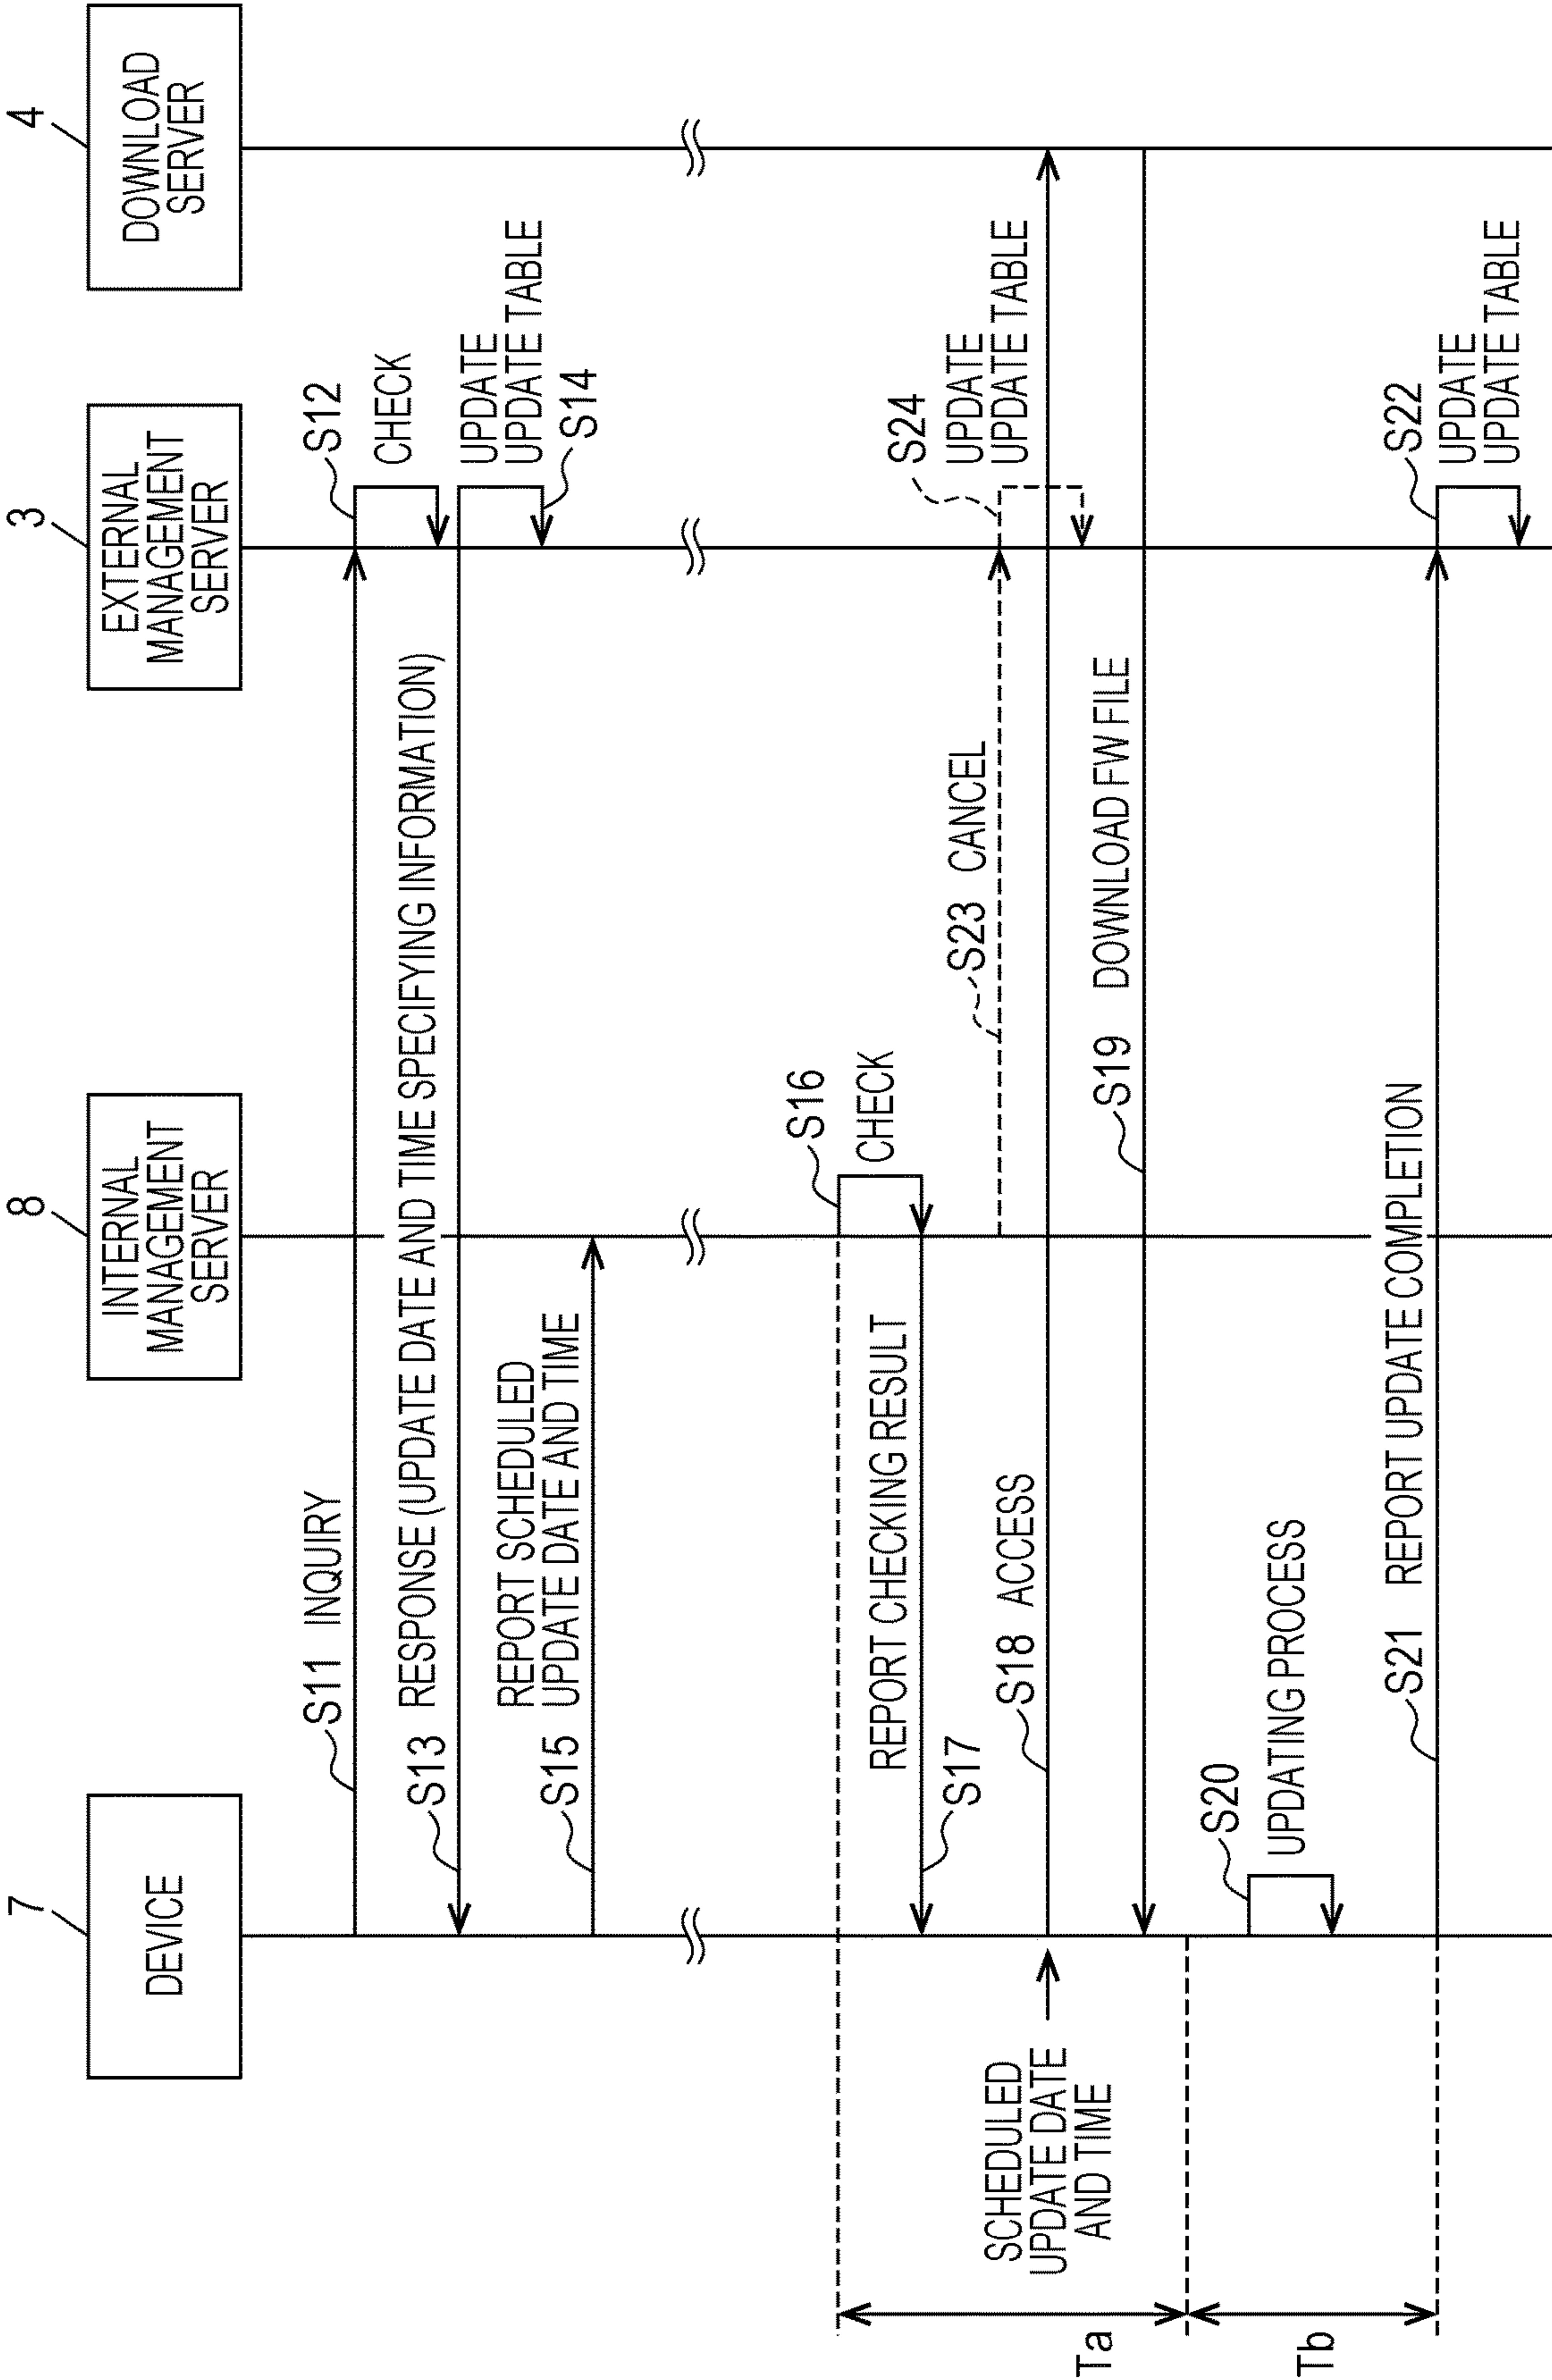 7
DEVICE
8
INTERNAL
MANAGEMENT
SERVER
3
EXTERNAL
MANAGEMENT
SERVER
4
DOWNLOAD
SERVER
S11 INQUIRY
S12
CHECK
S13 RESPONSE (UPDATE DATE AND TIME SPECIFYING INFORMATION)
UPDATE
UPDATE TABLE
S14
REPORT SCHEDULED
S15 UPDATE DATE AND TIME
S16
CHECK
REPORT CHECKING RESULT
S17
S23 CANCEL
S24
UPDATE
UPDATE TABLE
SCHEDULED
UPDATE DATE
AND TIME
S18 ACCESS
S19 DOWNLOAD FW FILE
Ta
S20
UPDATING PROCESS
Tb
S21 REPORT UPDATE COMPLETION
S22
UPDATE
UPDATE TABLE